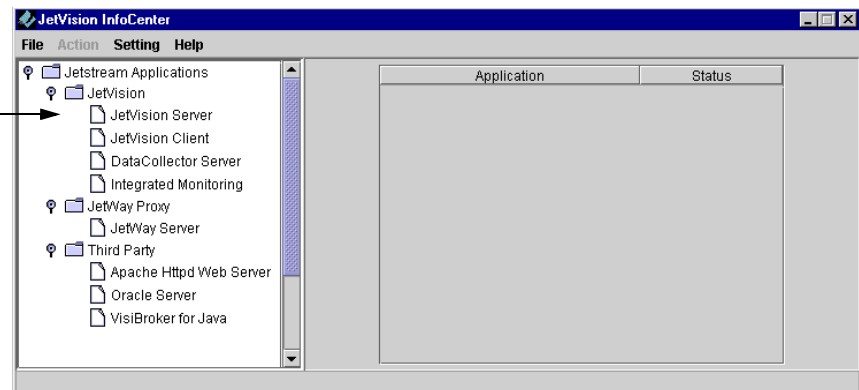 JetVision InfoCenter
File Action Setting Help
Jetstream Applications
JetVision
JetVision Server
JetVision Client
DataCollector Server
Integrated Monitoring
JetWay Proxy
JetWay Server
Third Party
Apache Httpd Web Server
Oracle Server
VisiBroker for Java
Application Status